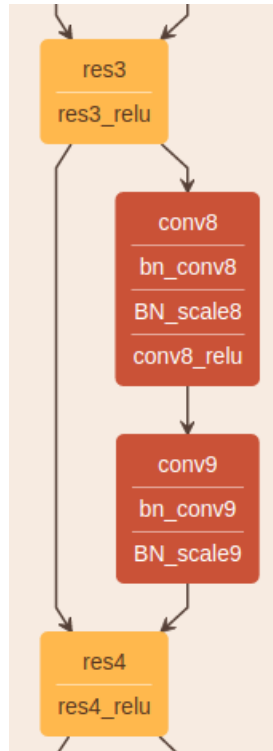 res3
res3_relu
conv8
bn_conv8
BN_scale8
conv8_relu
conv9
bn_conv9
BN_scale9
res4
res4_relu